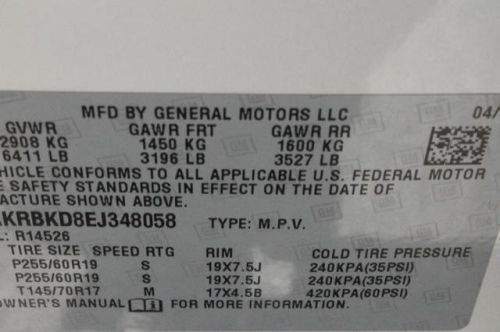 MFD BY GENERAL MOTORS LLC 04/
GVWR GAWR FRT GAWR RR
2908 KG 1450 KG 1600 KG
6411 LB 3196 LB 3527 LB
VEHICLE CONFORMS TO ALL APPLICABLE U.S. FEDERAL MOTOR
E SAFETY STANDARDS IN EFFECT ON THE DATE OF
ACTURE SHOWN ABOVE.
KRBKD8EJ348058 TYPE: M.P.V.
L: R14526
TIRE SIZE SPEED RTG RIM COLD TIRE PRESSURE
P255/60R19 S 19X7.5J 240KPA(35PSI)
P255/60R19 S 19X7.5J 240KPA(35PSI)
T145/70R17 M 17X4.5B 420KPA(60PSI)
OWNER'S MANUAL FOR MORE INFORMATION.